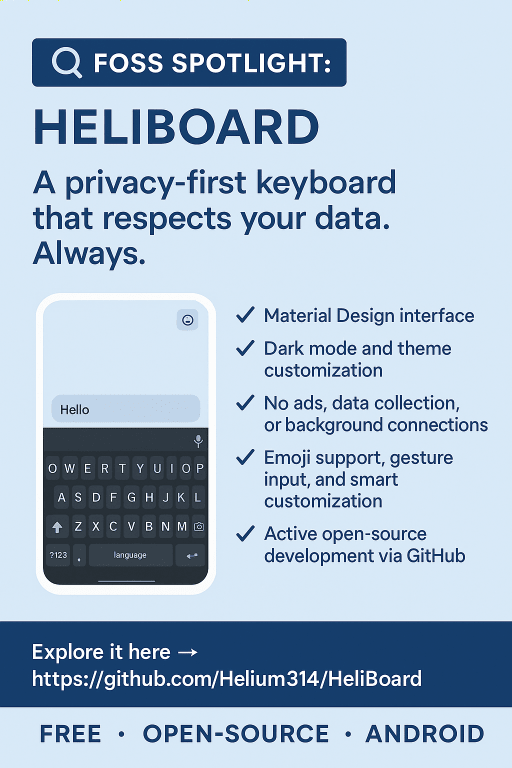 FOSS SPOTLIGHT:
HELIBOARD
A privacy-first keyboard
that respects your data.
Always.
Hello
O W E R T Y U I O P
A S D F G H J K L
Z X C V B N M
?123 , language
✓ Material Design interface
✓ Dark mode and theme
customization
✓ No ads, data collection,
or background connections
✓ Emoji support, gesture
input, and smart
customization
✓ Active open-source
development via GitHub
Explore it here →
https://github.com/Helium314/HeliBoard
FREE • OPEN-SOURCE • ANDROID